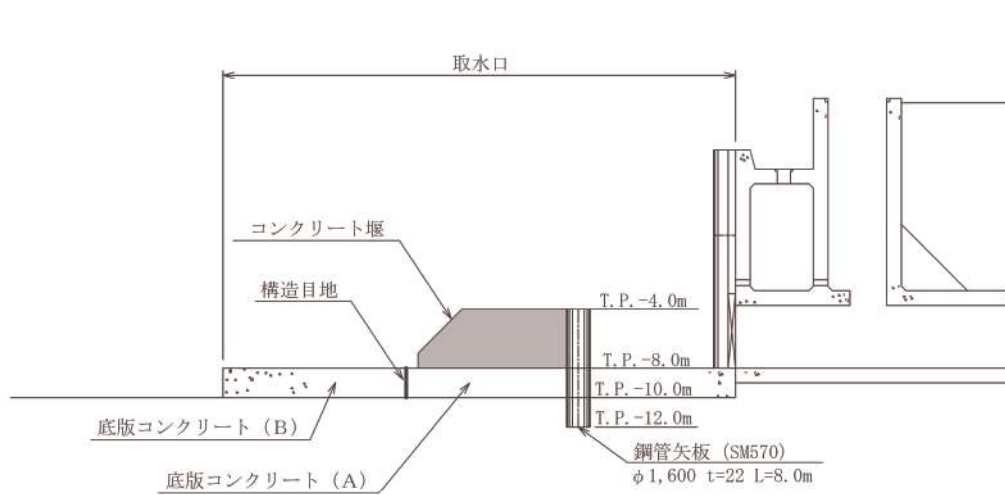 取水口
コンクリート堰
構造目地
T.P.-4.0m
T.P.-8.0m
T.P.-10.0m
T.P.-12.0m
底版コンクリート（B）
底版コンクリート（A）
鋼管矢板（SM570）
φ1,600 t=22 L=8.0m